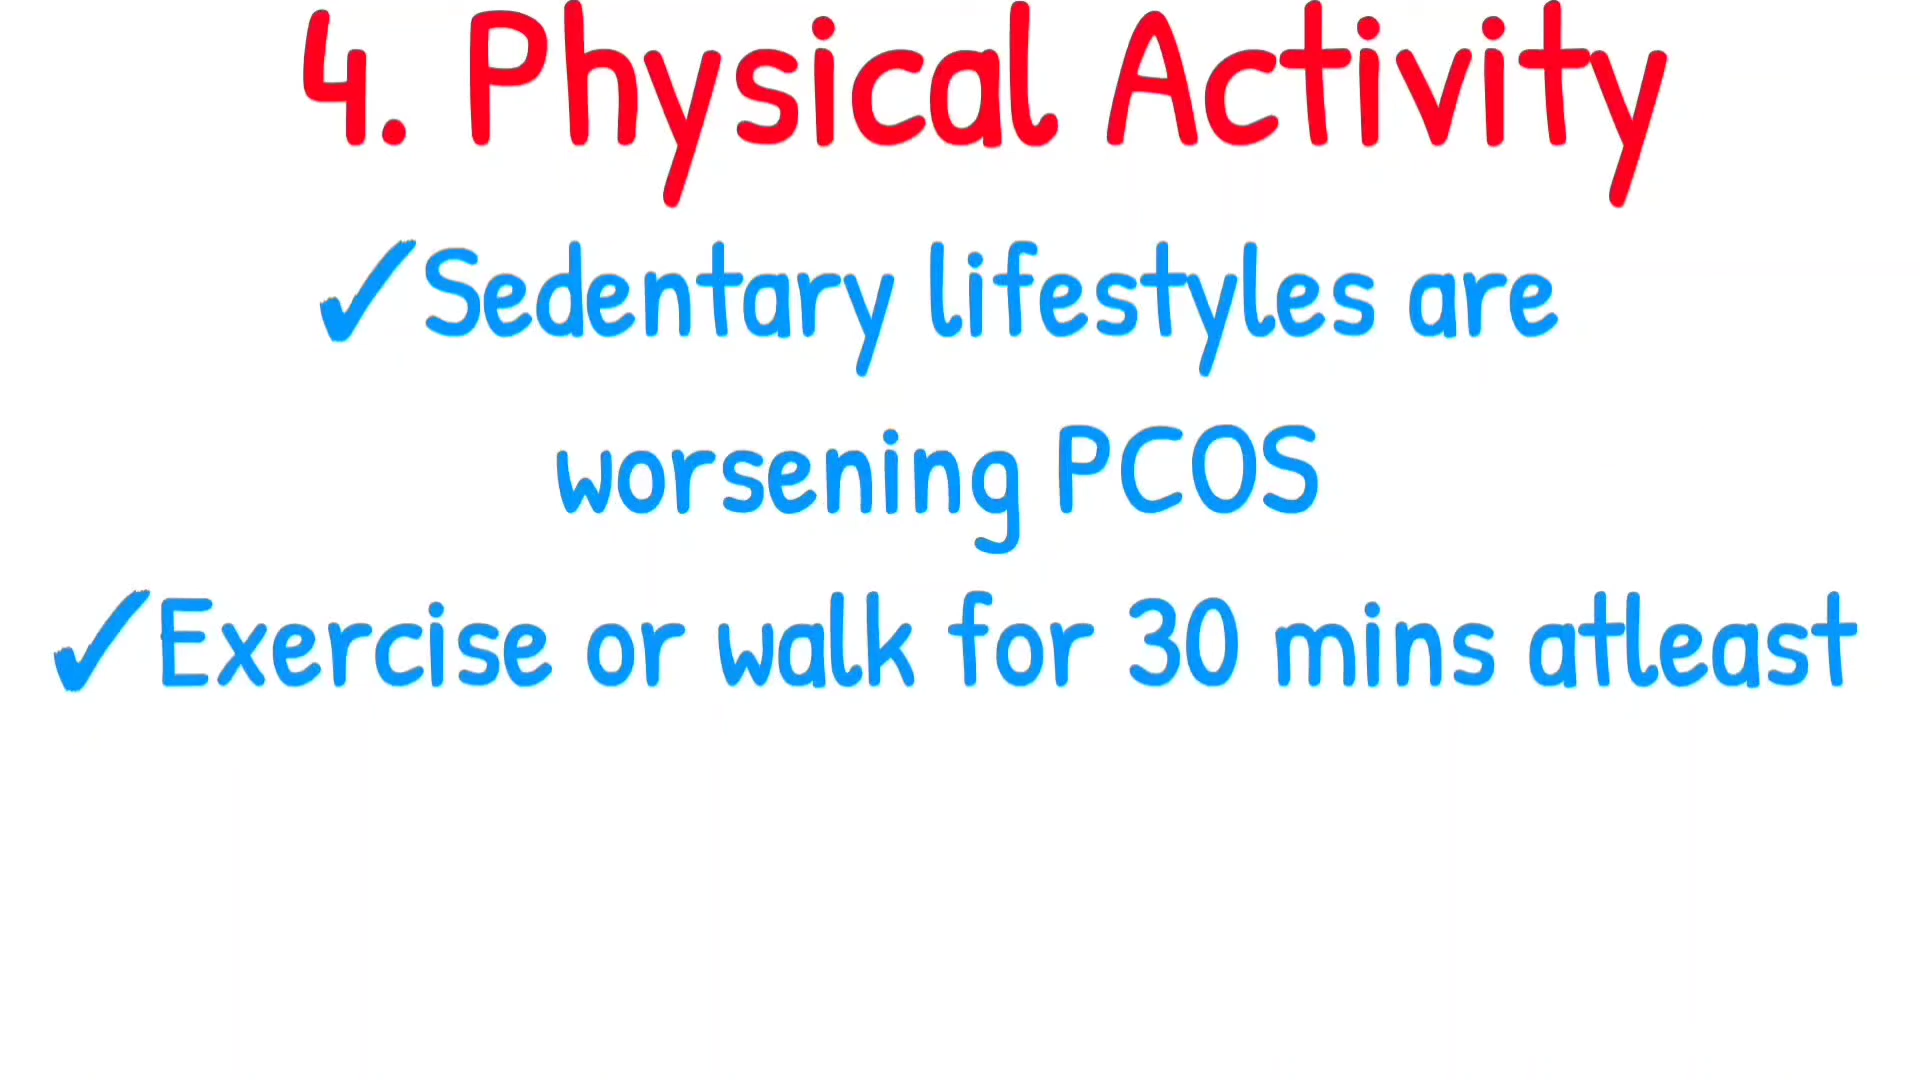 4. Physical Activity
✓Sedentary lifestyles are
worsening PCOS
✓Exercise or walk for 30 mins atleast